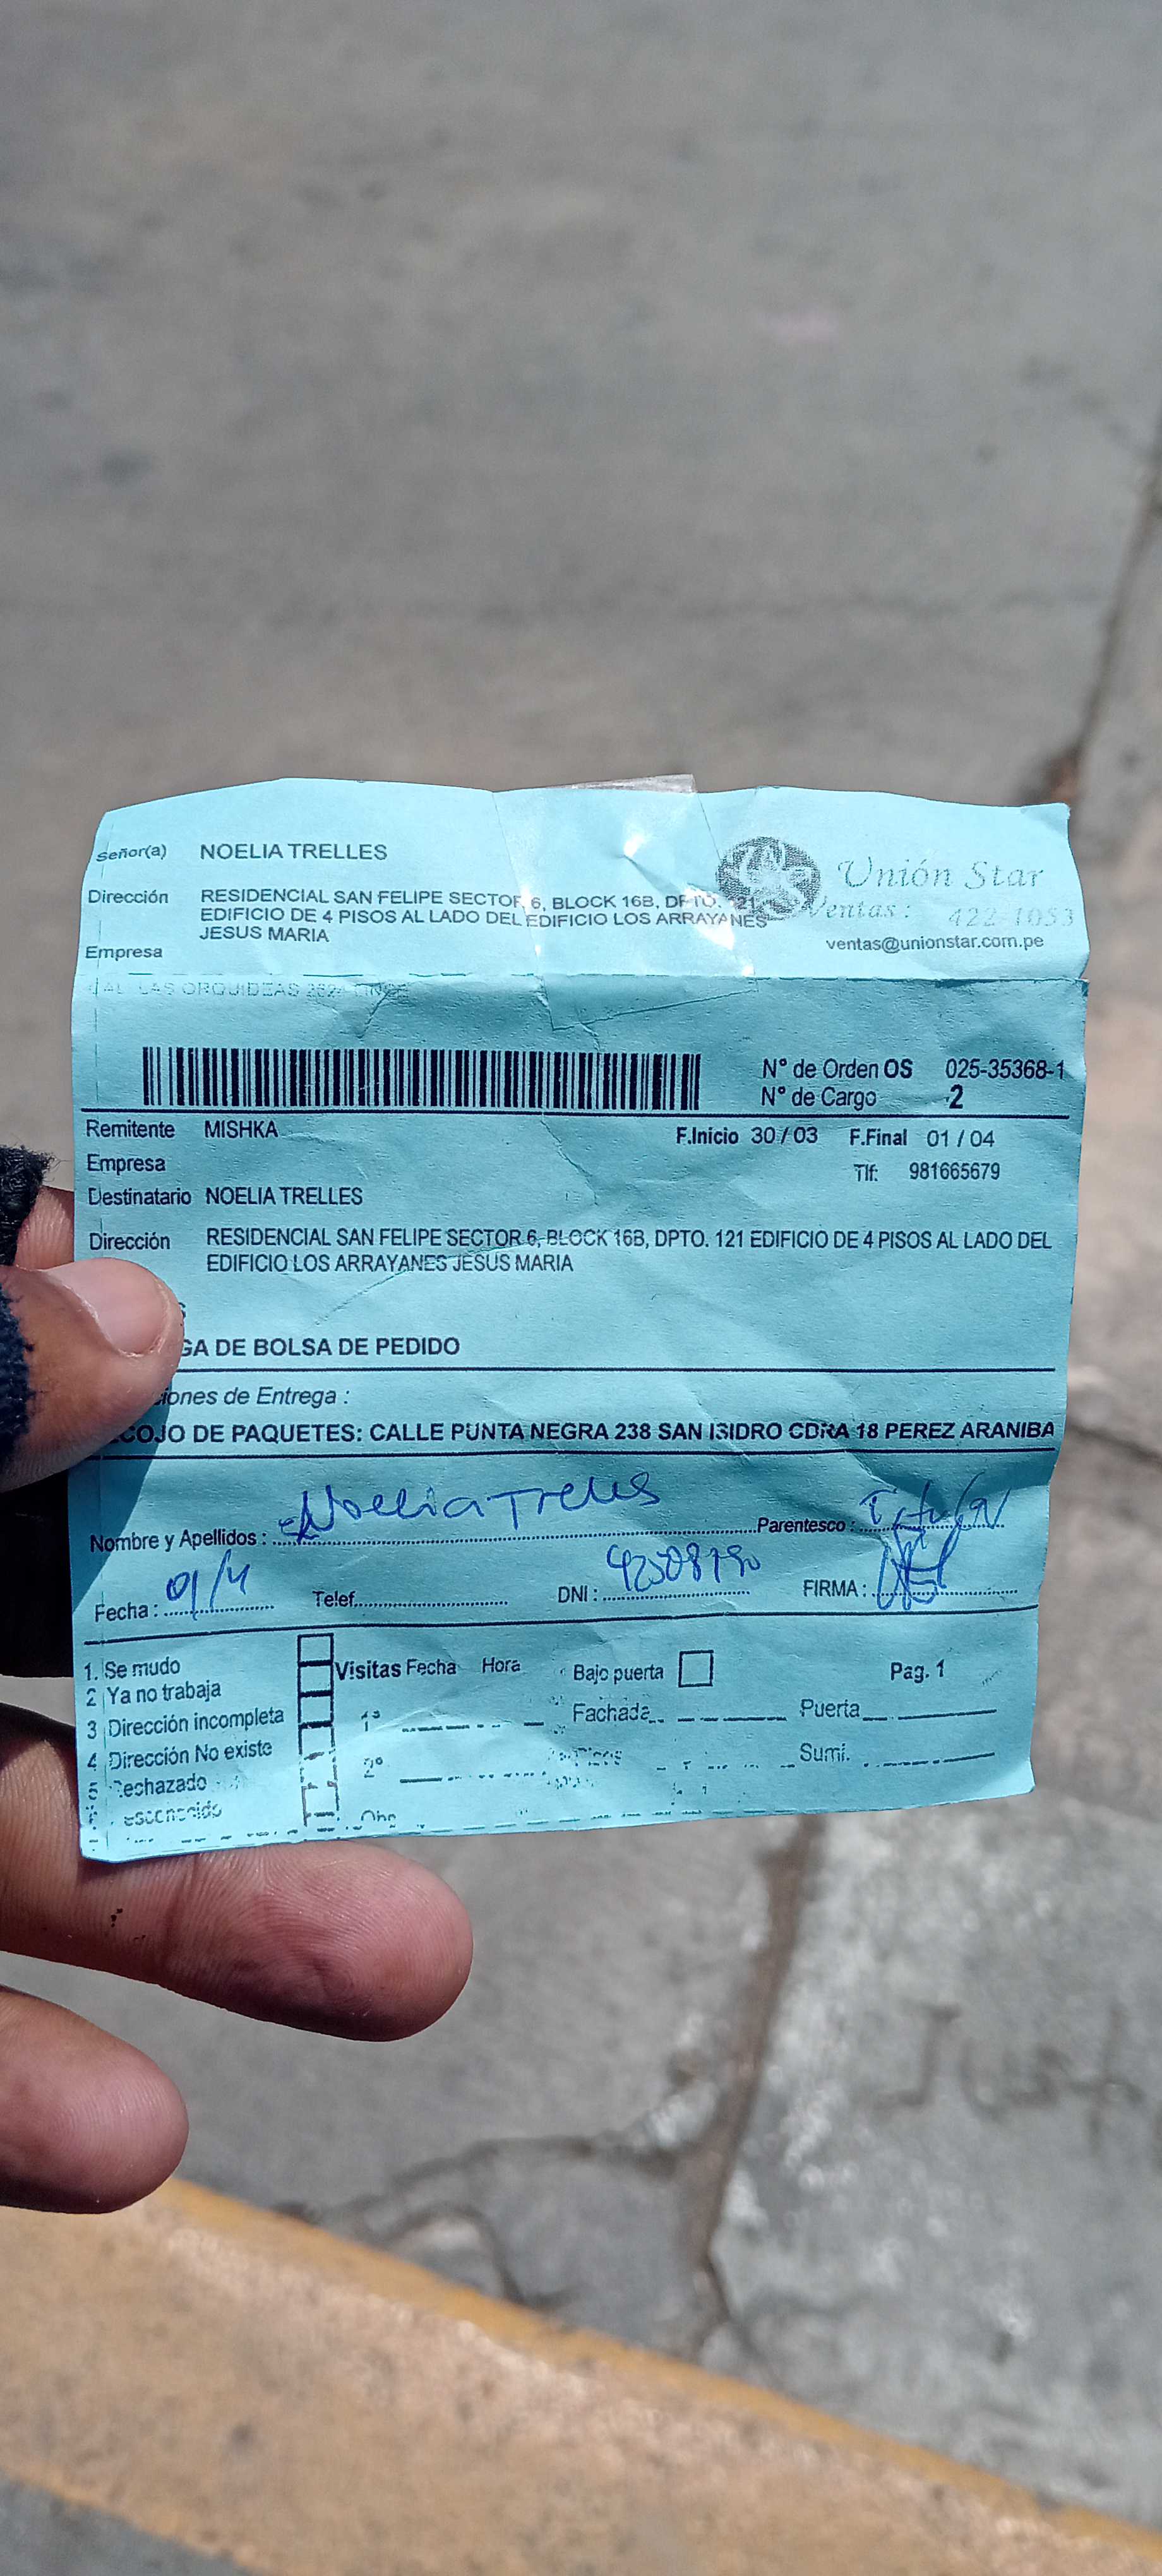 Señor(a) NOELIA TRELLES
Unión Star
Dirección RESIDENCIAL SAN FELIPE SECTOR 6, BLOCK 16B, DPTO. 121
EDIFICIO DE 4 PISOS AL LADO DEL EDIFICIO LOS ARRAYANES
JESUS MARIA
Ventas: 422-1053
ventas@unionstar.com.pe
Empresa
LAS ORQUIDEAS
N° de Orden OS 025-35368-1
N° de Cargo 2
Remitente MISHKA
F.Inicio 30/03 F.Final 01/04
Empresa
Tlf: 981665679
Destinatario NOELIA TRELLES
Dirección RESIDENCIAL SAN FELIPE SECTOR 6, BLOCK 16B, DPTO. 121 EDIFICIO DE 4 PISOS AL LADO DEL
EDIFICIO LOS ARRAYANES JESUS MARIA
GA DE BOLSA DE PEDIDO
iones de Entrega :
COJO DE PAQUETES: CALLE PUNTA NEGRA 238 SAN ISIDRO CDRA 18 PEREZ ARANIBA
Nombre y Apellidos : Noelia Trelles Parentesco :
Fecha : 01/4 Telef. DNI : FIRMA :
1. Se mudo
2 Ya no trabaja
3 Dirección incompleta
4 Dirección No existe
5 Rechazado
Visitas Fecha Hora
1ª
2º
Bajo puerta
Fachada
Pag. 1
Puerta
Sumi.